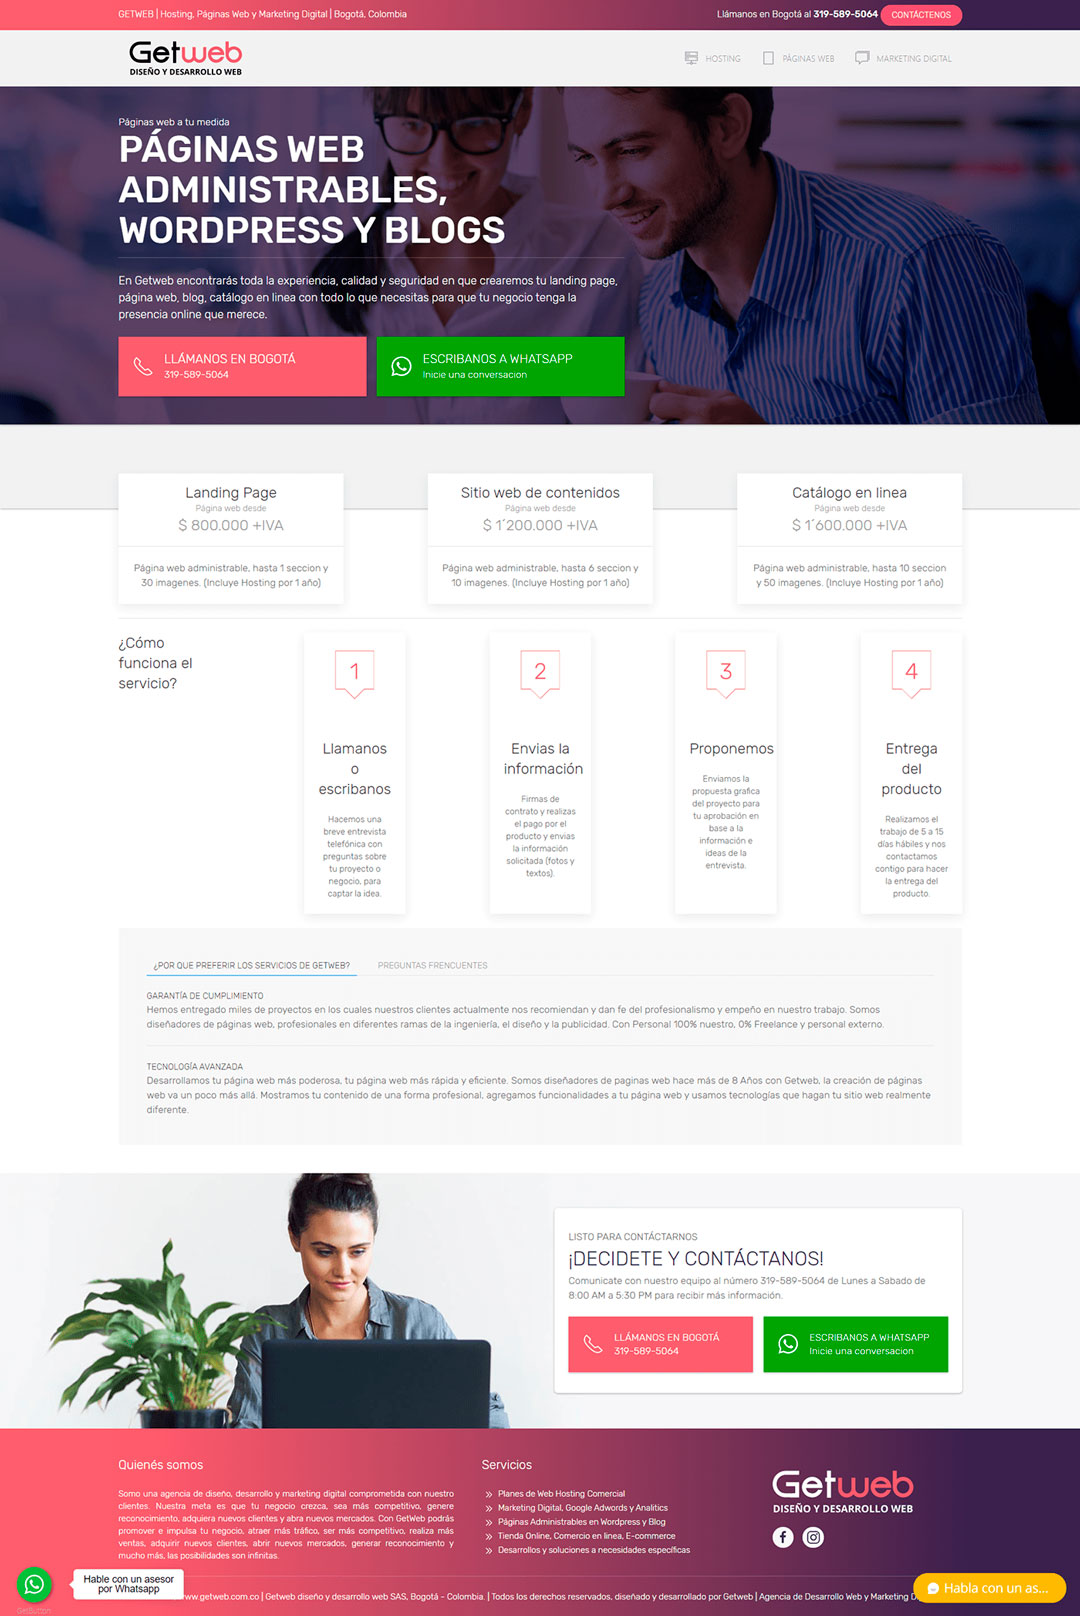 GETWEB | Hosting, Páginas Web y Marketing Digital | Bogotá, Colombia
Llámanos en Bogotá al 319-589-5064
CONTÁCTENOS
Getweb
DISEÑO Y DESARROLLO WEB
HOSTING
PÁGINAS WEB
MARKETING DIGITAL
Páginas web a tu medida
PÁGINAS WEB
ADMINISTRABLES,
WORDPRESS Y BLOGS
En Getweb encontrarás toda la experiencia, calidad y seguridad en que crearemos tu landing page,
página web, blog, catálogo en linea con todo lo que necesitas para que tu negocio tenga la
presencia online que merece.
LLÁMANOS EN BOGOTÁ
319-589-5064
ESCRIBANOS A WHATSAPP
Inicie una conversacion
Landing Page
Página web desde
$ 800.000 +IVA
Página web administrable, hasta 1 seccion y
30 imagenes. (Incluye Hosting por 1 año)
Sitio web de contenidos
Página web desde
$ 1´200.000 +IVA
Página web administrable, hasta 6 seccion y
10 imagenes. (Incluye Hosting por 1 año)
Catálogo en linea
Página web desde
$ 1´600.000 +IVA
Página web administrable, hasta 10 seccion
y 50 imagenes. (Incluye Hosting por 1 año)
¿Cómo
funciona el
servicio?
1
Llamanos
o
escribanos
Hacemos una
breve entrevista
telefónica con
preguntas sobre
tu proyecto o
negocio, para
captar la idea.
2
Envias la
información
Firmas de
contrato y realizas
el pago por el
producto y envias
la información
solicitada (fotos y
textos).
3
Proponemos
Enviamos la
propuesta grafica
del proyecto para
tu aprobación en
base a la
información e
ideas de la
entrevista.
4
Entrega
del
producto
Realizamos el
trabajo de 5 a 15
días hábiles y nos
contactamos
contigo para hacer
la entrega del
producto.
¿POR QUE PREFERIR LOS SERVICIOS DE GETWEB?
PREGUNTAS FRENCUENTES
GARANTÍA DE CUMPLIMIENTO
Hemos entregado miles de proyectos en los cuales nuestros clientes actualmente nos recomiendan y dan fe del profesionalismo y empeño en nuestro trabajo. Somos
diseñadores de páginas web, profesionales en diferentes ramas de la ingeniería, el diseño y la publicidad. Con Personal 100% nuestro, 0% Freelance y personal externo.
TECNOLOGÍA AVANZADA
Desarrollamos tu página web más poderosa, tu página web más rápida y eficiente. Somos diseñadores de paginas web hace más de 8 Años con Getweb, la creación de páginas
web va un poco más allá. Mostramos tu contenido de una forma profesional, agregamos funcionalidades a tu página web y usamos tecnologías que hagan tu sitio web realmente
diferente.
LISTO PARA CONTÁCTARNOS
¡DECIDETE Y CONTÁCTANOS!
Comunicate con nuestro equipo al número 319-589-5064 de Lunes a Sabado de
8:00 AM a 5:30 PM para recibir más información.
LLÁMANOS EN BOGOTÁ
319-589-5064
ESCRIBANOS A WHATSAPP
Inicie una conversacion
Quienés somos
Somo una agencia de diseño, desarrollo y marketing digital comprometida con nuestro
clientes. Nuestra meta es que tu negocio crezca, sea más competitivo, genere
reconocimiento, adquiera nuevos clientes y abra nuevos mercados. Con GetWeb podrás
promover e impulsa tu negocio, atraer más tráfico, ser más competitivo, realiza más
ventas, adquirir nuevos clientes, abrir nuevos mercados, generar reconocimiento y
mucho más, las posibilidades son infinitas.
Servicios
Planes de Web Hosting Comercial
Marketing Digital, Google Adwords y Analitics
Páginas Administrables en Wordpress y Blog
Tienda Online, Comercio en linea, E-commerce
Desarrollos y soluciones a necesidades específicas
Getweb
DISEÑO Y DESARROLLO WEB
Hable con un asesor
por Whatsapp
GetButton
www.getweb.com.co | Getweb diseño y desarrollo web SAS, Bogotá - Colombia. | Todos los derechos reservados, diseñado y desarrollado por Getweb | Agencia de Desarrollo Web y Marketing
Habla con un as...